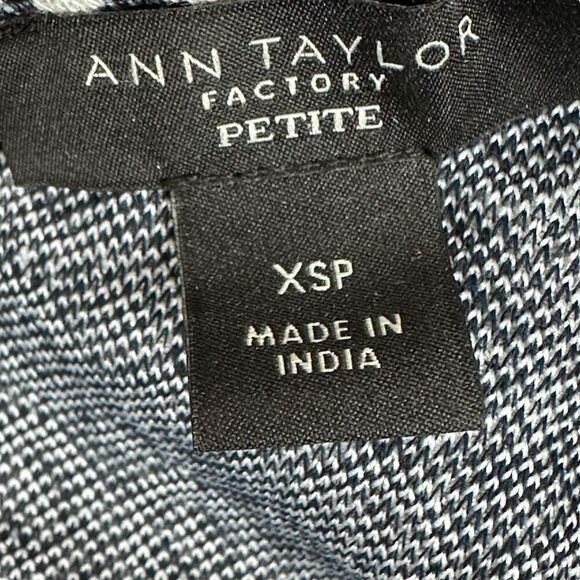 ANN TAYLOR
FACTORY
PETITE
XSP
MADE IN
INDIA